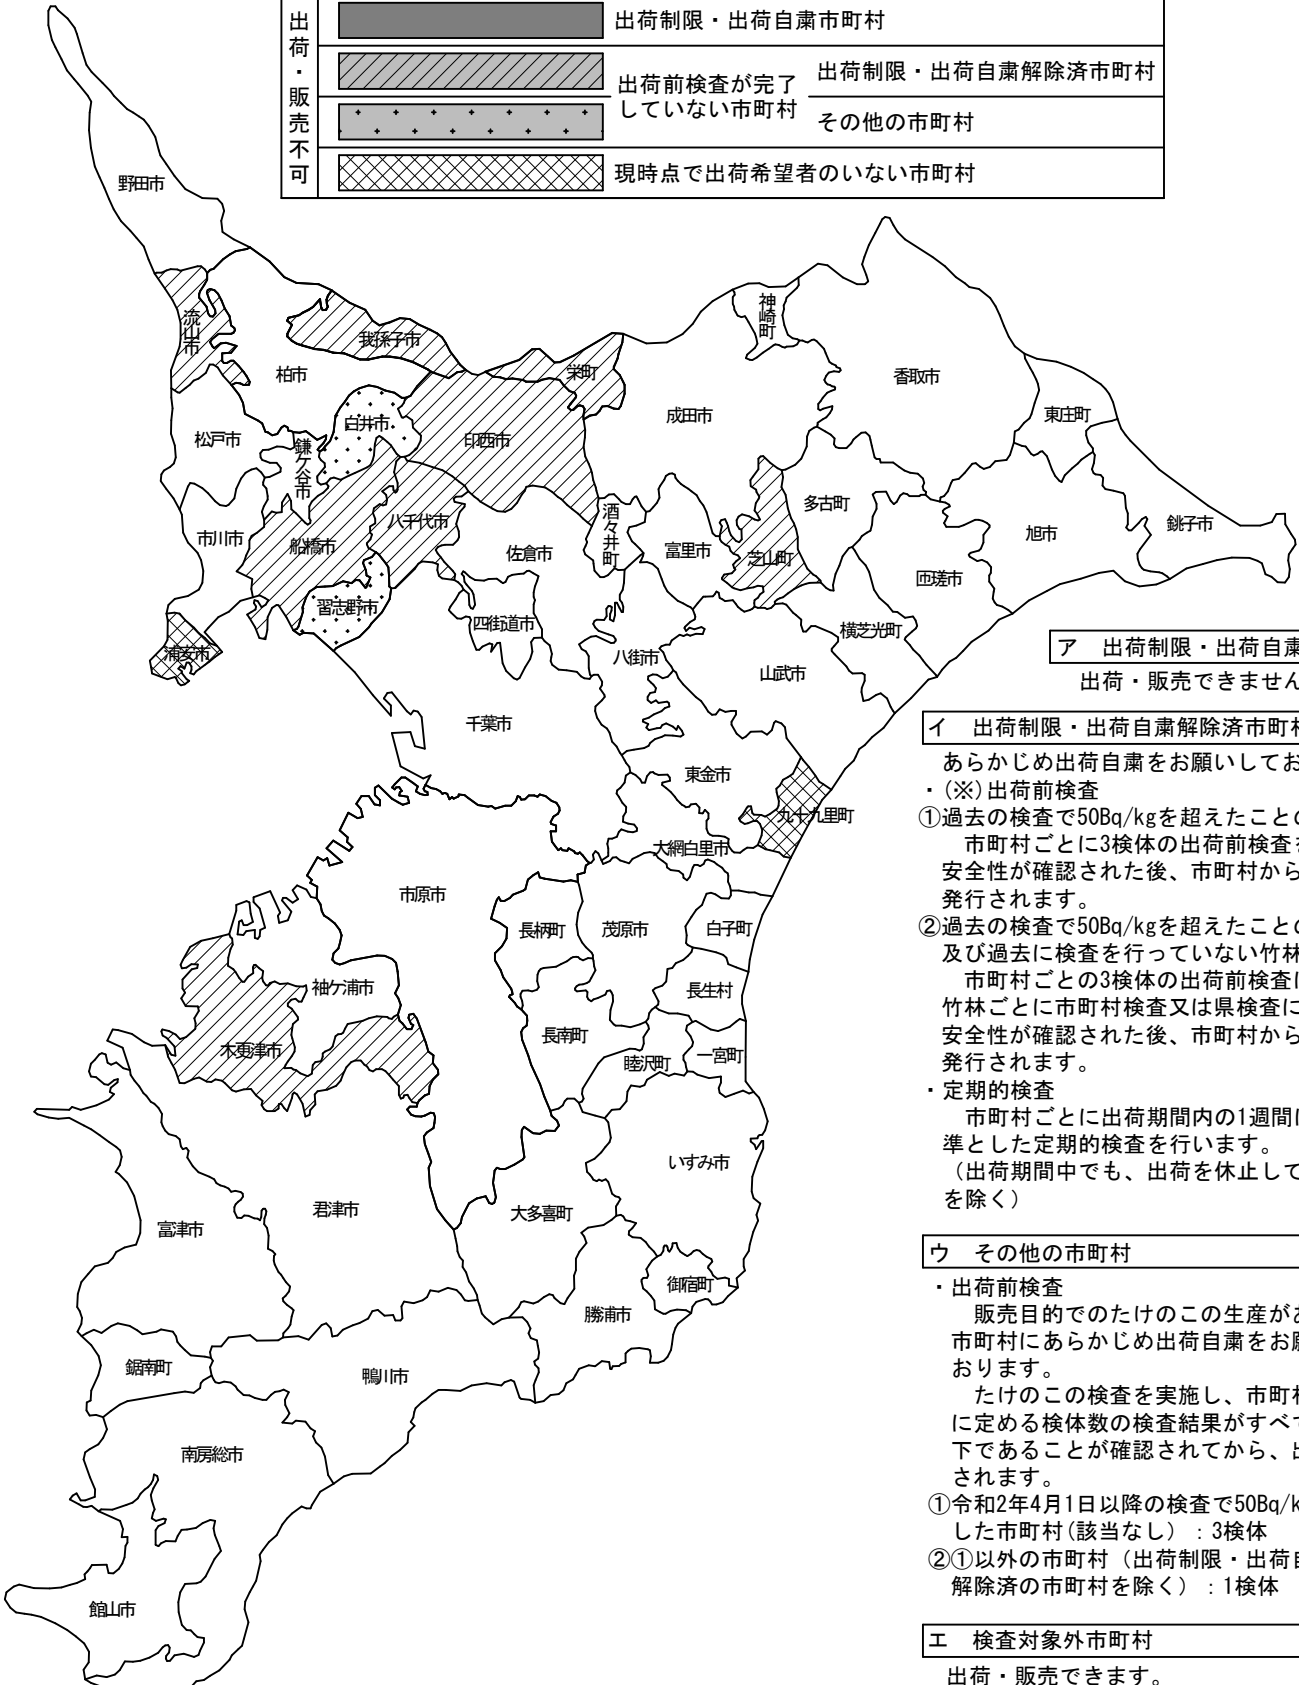 出荷・販売不可
出荷制限・出荷自粛市町村
出荷前検査が完了
していない市町村
出荷制限・出荷自粛解除済市町村
その他の市町村
現時点で出荷希望者のいない市町村
野田市
流山市
我孫子市
柏市
栄町
神崎町
香取市
成田市
東庄町
松戸市
鎌ケ谷市
白井市
印西市
市川市
船橋市
八千代市
佐倉市
酒々井町
富里市
芝山町
多古町
旭市
銚子市
匝瑳市
習志野市
四街道市
浦安市
八街市
横芝光町
山武市
千葉市
東金市
九十九里町
大網白里市
市原市
長柄町
茂原市
白子町
袖ケ浦市
長生村
長南町
木更津市
睦沢町
一宮町
いすみ市
君津市
富津市
大多喜町
御宿町
勝浦市
鋸南町
鴨川市
南房総市
館山市
ア　出荷制限・出荷自粛
出荷・販売できません
イ　出荷制限・出荷自粛解除済市町村
あらかじめ出荷自粛をお願いしてお
・(※)出荷前検査
①過去の検査で50Bq/kgを超えたことの
市町村ごとに3検体の出荷前検査を
安全性が確認された後、市町村から
発行されます。
②過去の検査で50Bq/kgを超えたことの
及び過去に検査を行っていない竹林
市町村ごとの3検体の出荷前検査に
竹林ごとに市町村検査又は県検査に
安全性が確認された後、市町村から
発行されます。
・定期的検査
市町村ごとに出荷期間内の1週間に
準とした定期的検査を行います。
（出荷期間中でも、出荷を休止して
を除く）
ウ　その他の市町村
・出荷前検査
販売目的でのたけのこの生産があ
市町村にあらかじめ出荷自粛をお願
おります。
たけのこの検査を実施し、市町村
に定める検体数の検査結果がすべて
下であることが確認されてから、出
されます。
①令和2年4月1日以降の検査で50Bq/k
した市町村(該当なし）：3検体
②①以外の市町村（出荷制限・出荷自
解除済の市町村を除く）：1検体
エ　検査対象外市町村
出荷・販売できます。